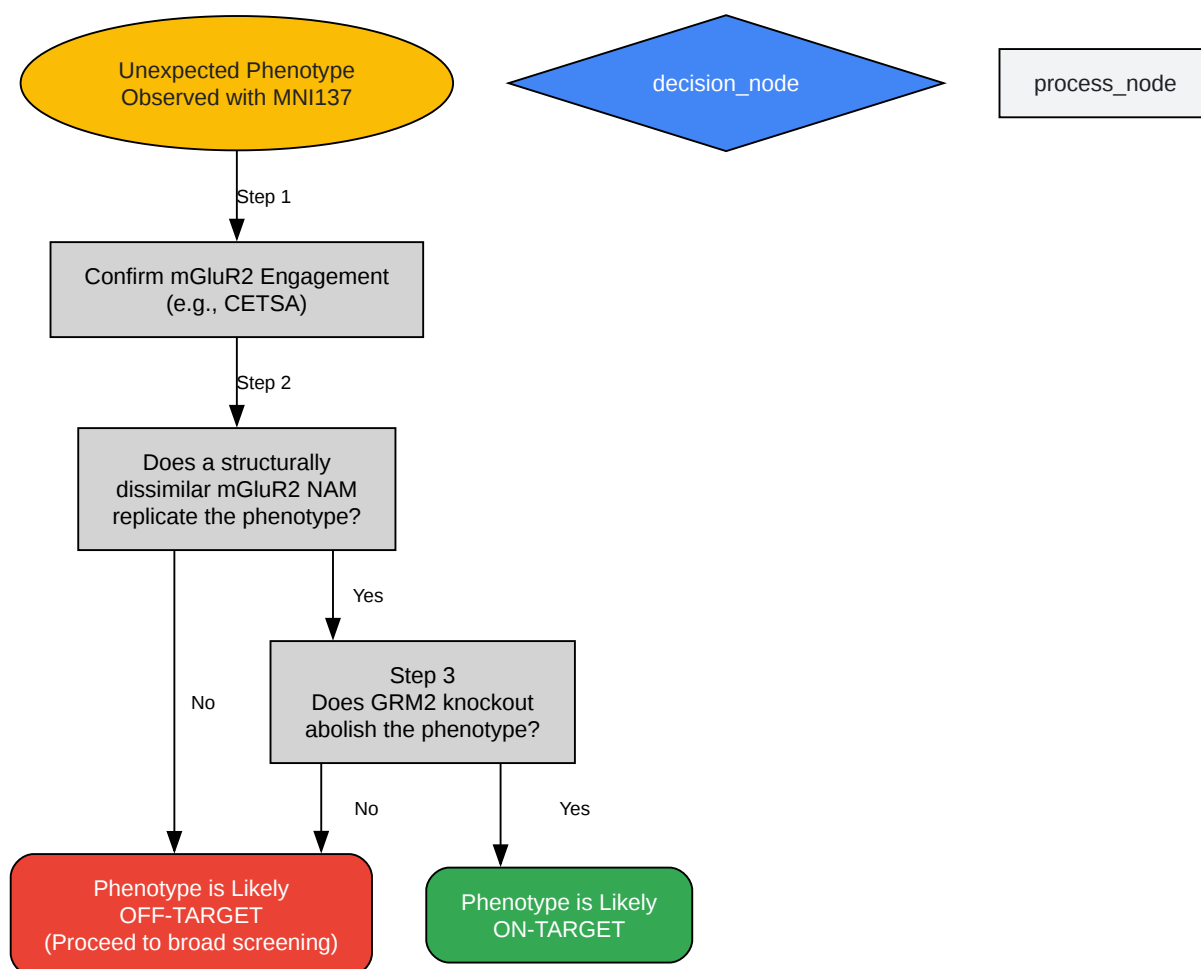 Unexpected Phenotype
Observed with MNI137
decision_node
process_node
Step 1
Confirm mGluR2 Engagement
(e.g., CETSA)
Step 2
Does a structurally
dissimilar mGluR2 NAM
replicate the phenotype?
Yes
Step 3
Does GRM2 knockout
abolish the phenotype?
No
No
Yes
Phenotype is Likely
OFF-TARGET
(Proceed to broad screening)
Phenotype is Likely
ON-TARGET